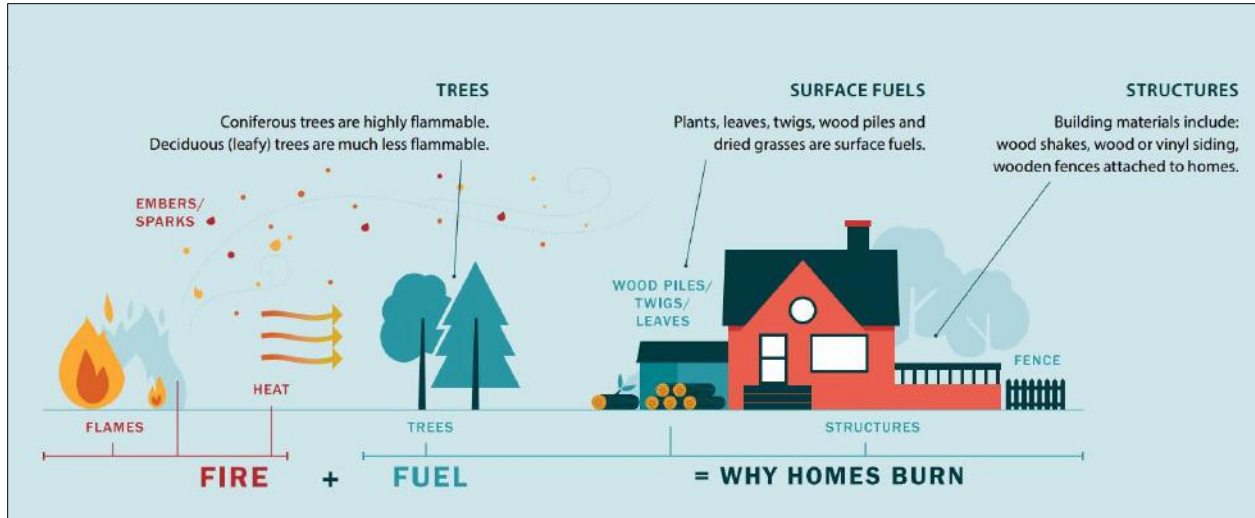 TREES
Coniferous trees are highly flammable.
Deciduous (leafy) trees are much less flammable.
SURFACE FUELS
Plants, leaves, twigs, wood piles and
dried grasses are surface fuels.
STRUCTURES
Building materials include:
wood shakes, wood or vinyl siding,
wooden fences attached to homes.
EMBERS/
SPARKS
WOOD PILES/
TWIGS/
LEAVES
HEAT
FENCE
FLAMES
TREES
STRUCTURES
FIRE + FUEL = WHY HOMES BURN